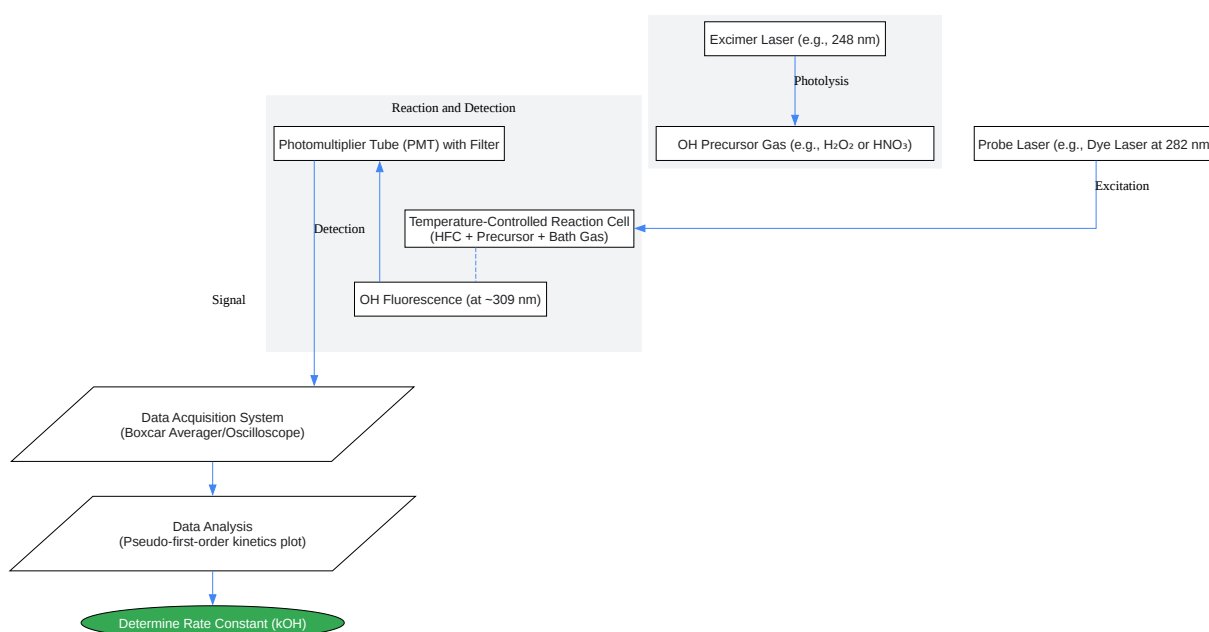 Excimer Laser (e.g., 248 nm)
Photolysis
Reaction and Detection
Photomultiplier Tube (PMT) with Filter
OH Precursor Gas (e.g., H₂O₂ or HNO₃)
Probe Laser (e.g., Dye Laser at 282 nm
Excitation
Temperature-Controlled Reaction Cell
(HFC + Precursor + Bath Gas)
Detection
OH Fluorescence (at ~309 nm)
Signal
Data Acquisition System
(Boxcar Averager/Oscilloscope)
Data Analysis
(Pseudo-first-order kinetics plot)
Determine Rate Constant (kOH)